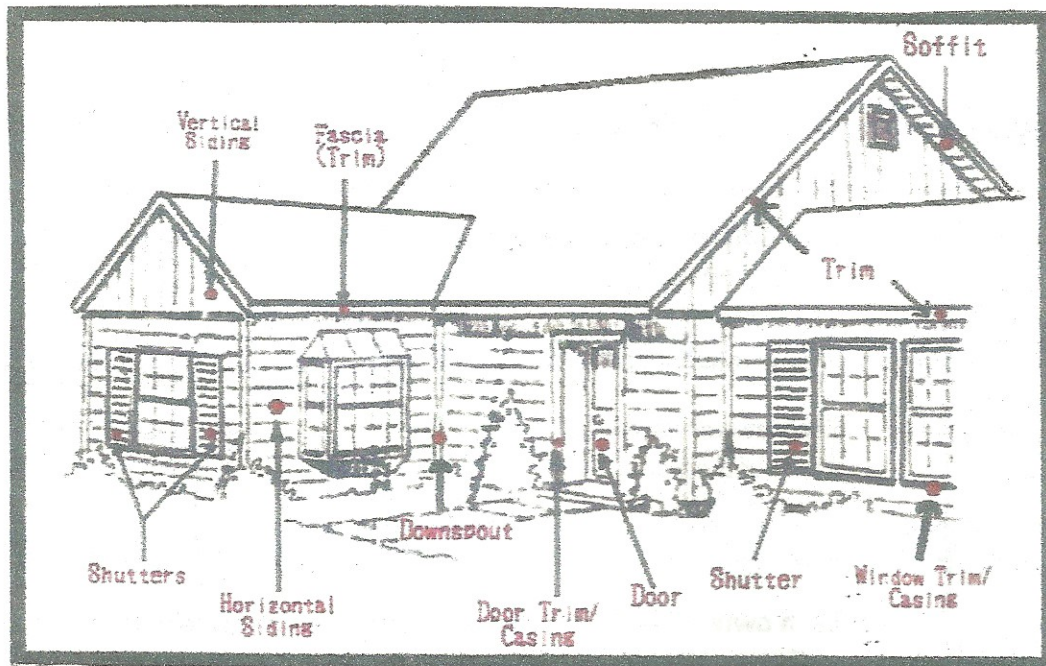 Soffit
Vertical
Siding
Fascia
(Trim)
Trim
Downspout
Shutters
Horizontal
Siding
Door Trim/
Casing
Door
Shutter
Window Trim/
Casing